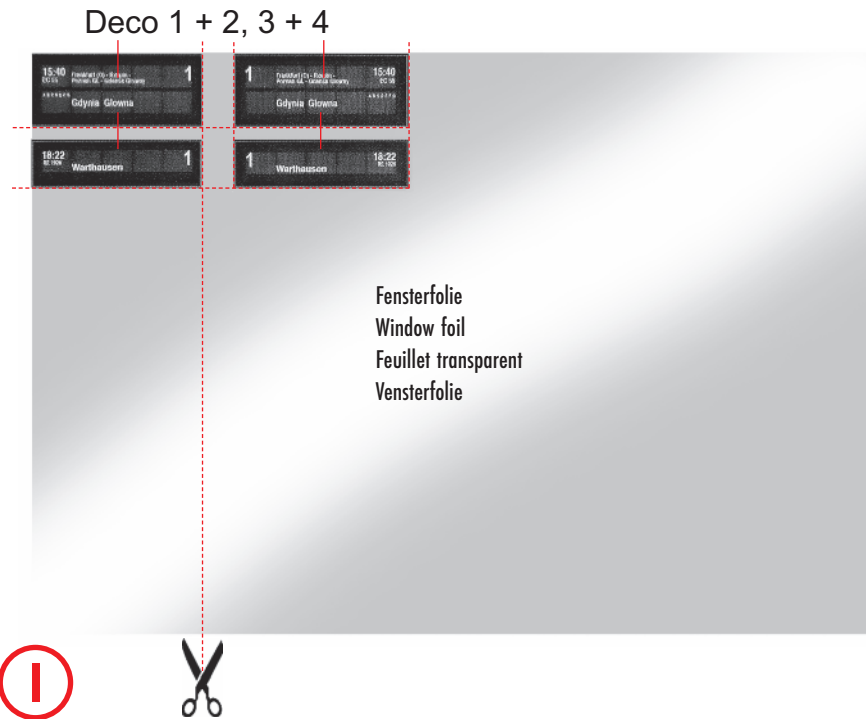 Deco 1 + 2, 3 + 4
15:40
1
Gdynia Glowna
15:40
1
Gdynia Glowna
18:22
1
Warthausen
1
18:22
Warthausen
Fensterfolie
Window foil
Feuillet transparent
Vensterfolie
I